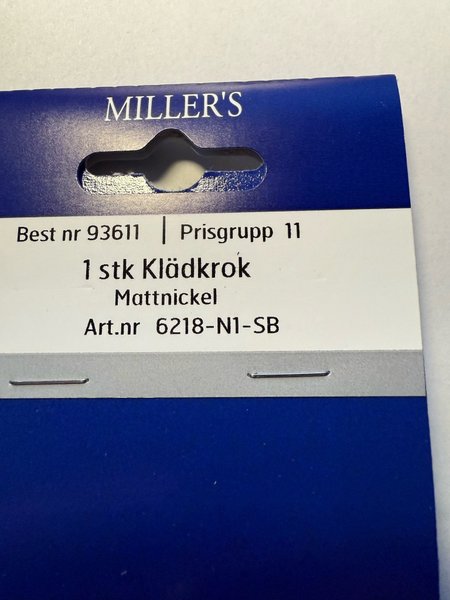 MILLER'S
Best nr 93611 | Prisgrupp 11
1 stk Klädkrok
Mattnickel
Art.nr 6218-N1-SB